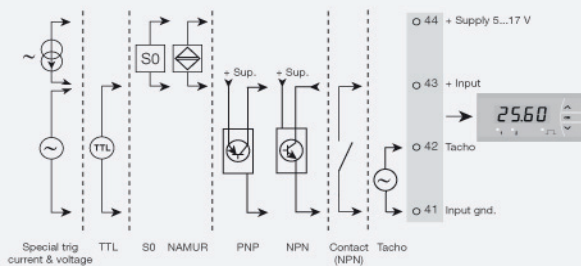 44 + Supply 5...17 V
~
S0
+ Sup.
+ Sup.
43 + Input
25.60
~
TTL
42 Tacho
~
41 Input gnd.
Special trig
current & voltage
TTL
S0
NAMUR
PNP
NPN
Contact
(NPN)
Tacho